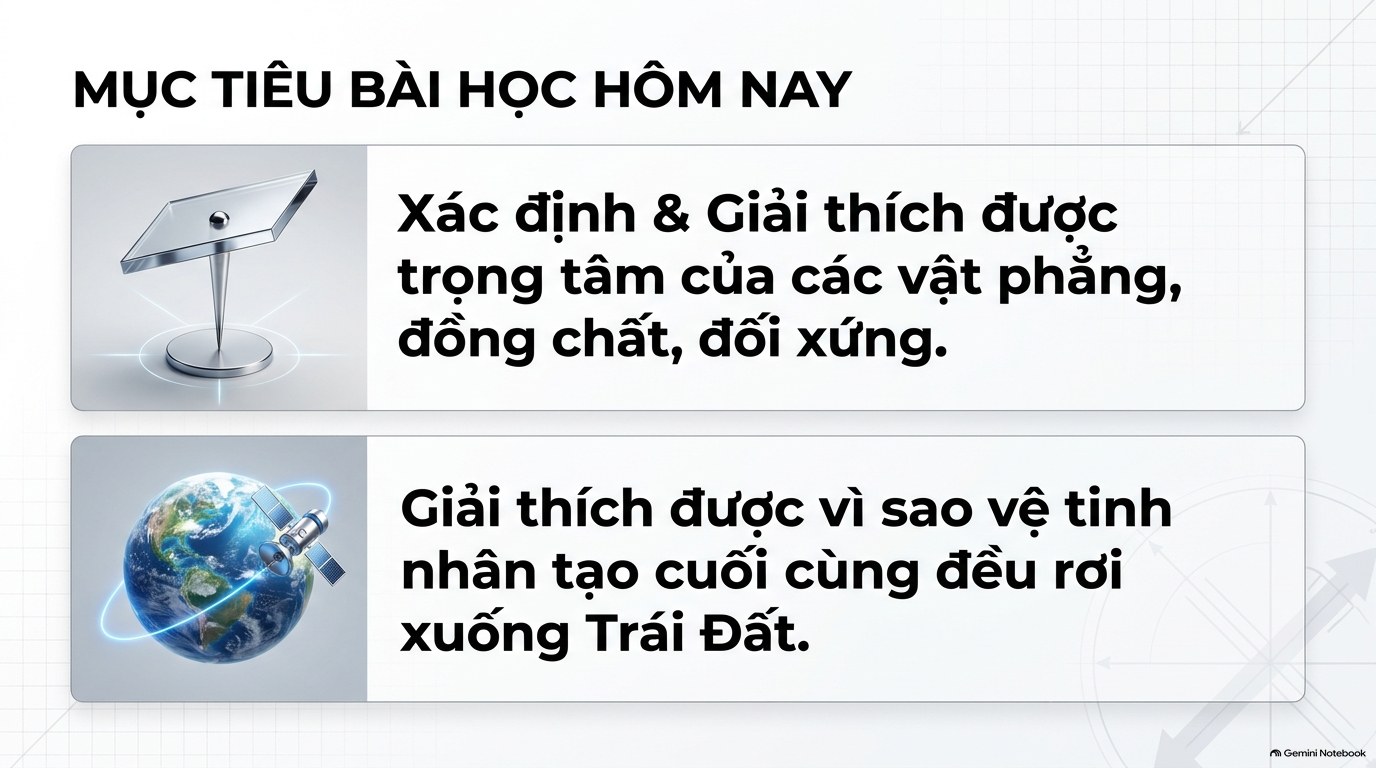 MỤC TIÊU BÀI HỌC HÔM NAY
Xác định & Giải thích được
trọng tâm của các vật phẳng,
đồng chất, đối xứng.
Giải thích được vì sao vệ tinh
nhân tạo cuối cùng đều rơi
xuống Trái Đất.
Gemini Notebook